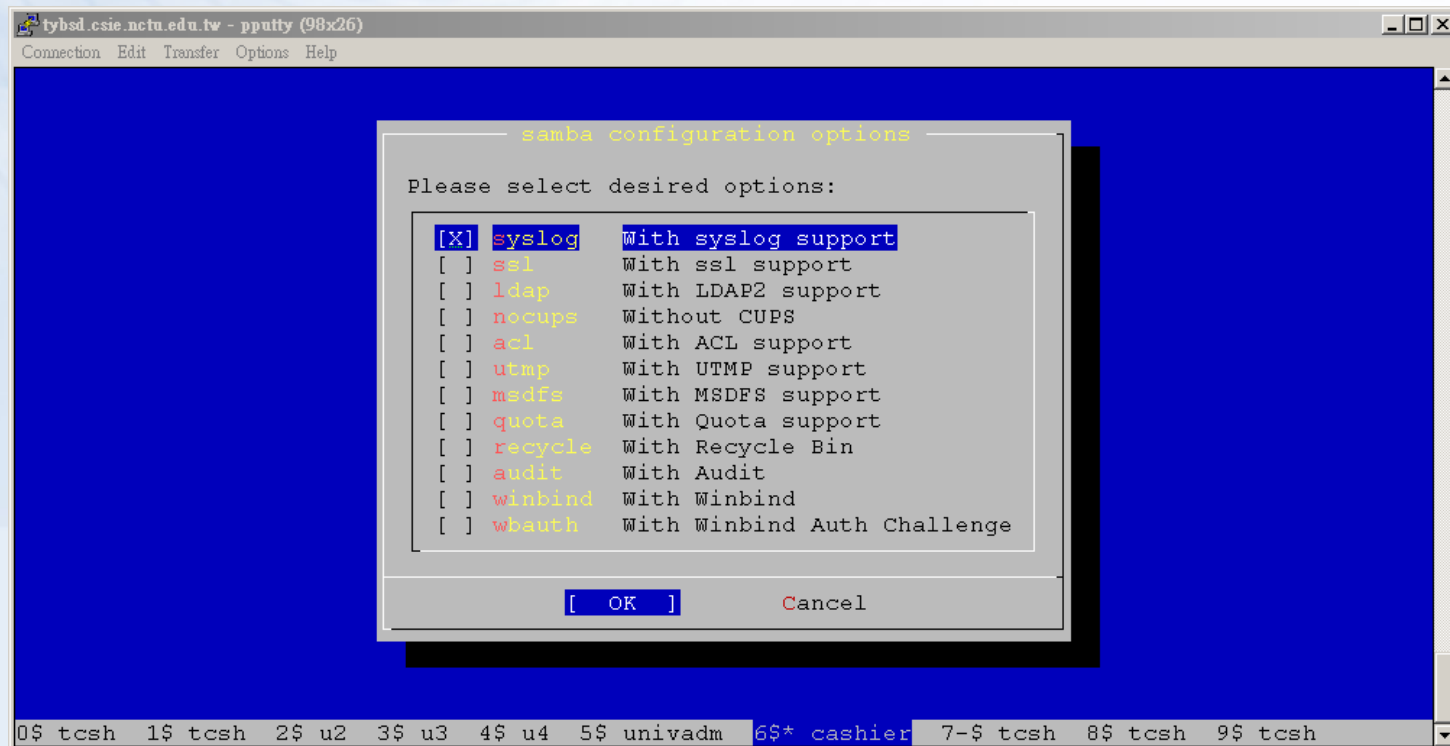 tybsd.csie.nctu.edu.tw - pputty (98x26)
Connection Edit Transfer Options Help
samba configuration options
Please select desired options:
[X] syslog With syslog support
[ ] ssl With ssl support
[ ] ldap With LDAP2 support
[ ] nocups Without CUPS
[ ] acl With ACL support
[ ] utmp With UTMP support
[ ] msdfs With MSDFS support
[ ] quota With Quota support
[ ] recycle With Recycle Bin
[ ] audit With Audit
[ ] winbind With Winbind
[ ] wbauth With Winbind Auth Challenge
[ OK ] Cancel
0$ tcsh 1$ tcsh 2$ u2 3$ u3 4$ u4 5$ univadm 6$* cashier 7-$ tcsh 8$ tcsh 9$ tcsh